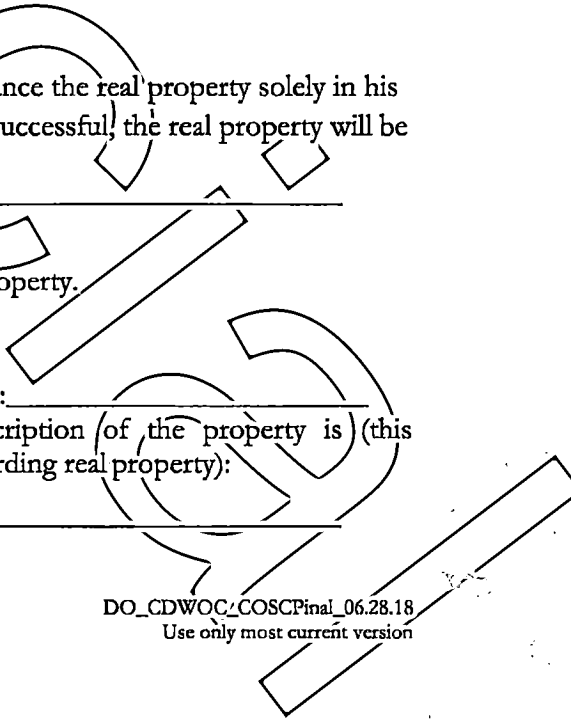 nce the real property solely in his
uccessful, the real property will be
operty.
:
cription of the property is (this
rding real property):
DO_CDWOC_COSCPinal_06.28.18
Use only most current version